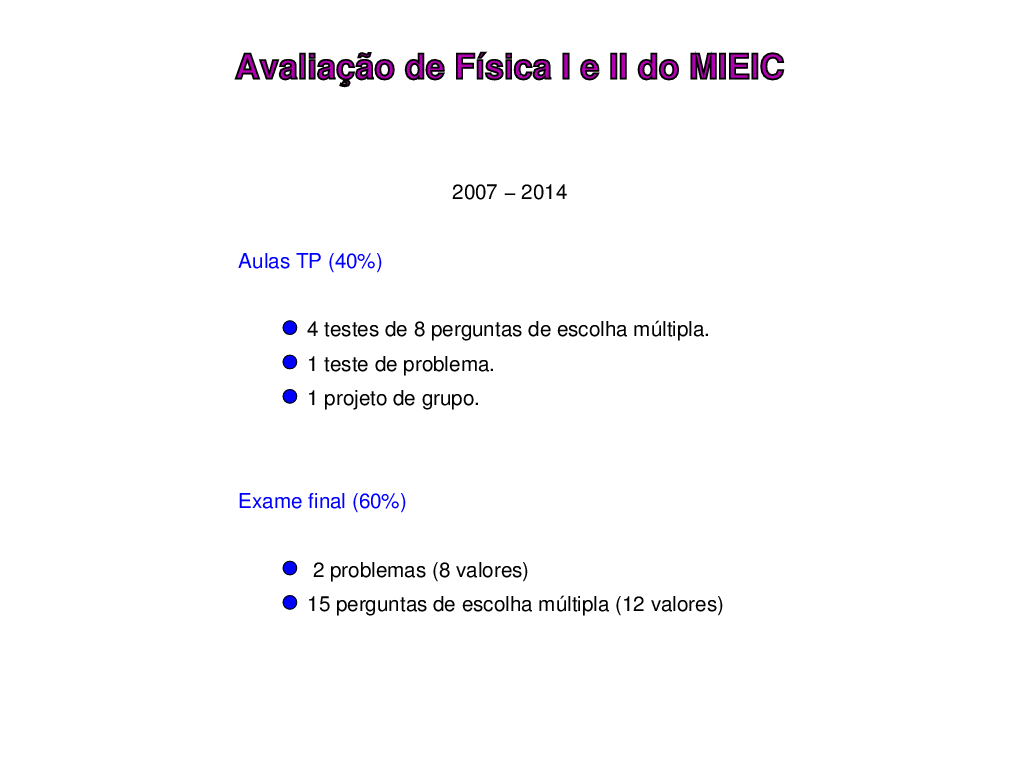 Avaliação de Física I e II do MIEIC
2007 – 2014
Aulas TP (40%)
4 testes de 8 perguntas de escolha múltipla.
1 teste de problema.
1 projeto de grupo.
Exame final (60%)
2 problemas (8 valores)
15 perguntas de escolha múltipla (12 valores)